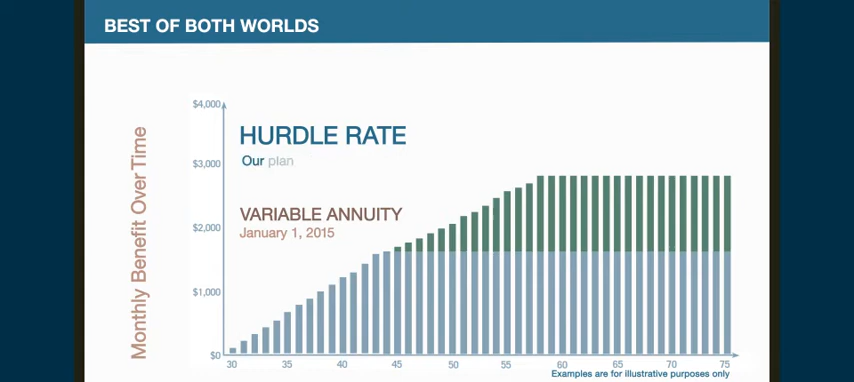 BEST OF BOTH WORLDS
Monthly Benefit Over Time
$4,000
HURDLE RATE
Our plan
$3,000
VARIABLE ANNUITY
January 1, 2015
$2,000
$1,000
$0
30 35 40 45 50 55 60 65 70 75
Examples are for illustrative purposes only